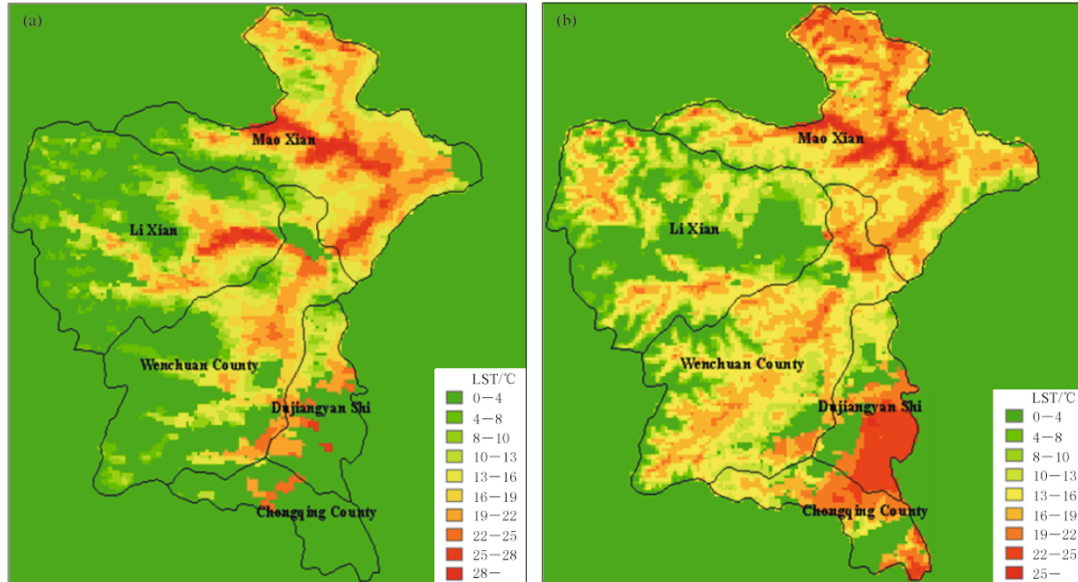 (a)
Mao Xian
Li Xian
Wenchuan County
Dujiangyan Shi
Chongqing County
LST/℃
0－4
4－8
8－10
10－13
13－16
16－19
19－22
22－25
25－28
28－
(b)
Mao Xian
Li Xian
Wenchuan County
Dujiangyan Shi
Chongqing County
LST/℃
0－4
4－8
8－10
10－13
13－16
16－19
19－22
22－25
25－